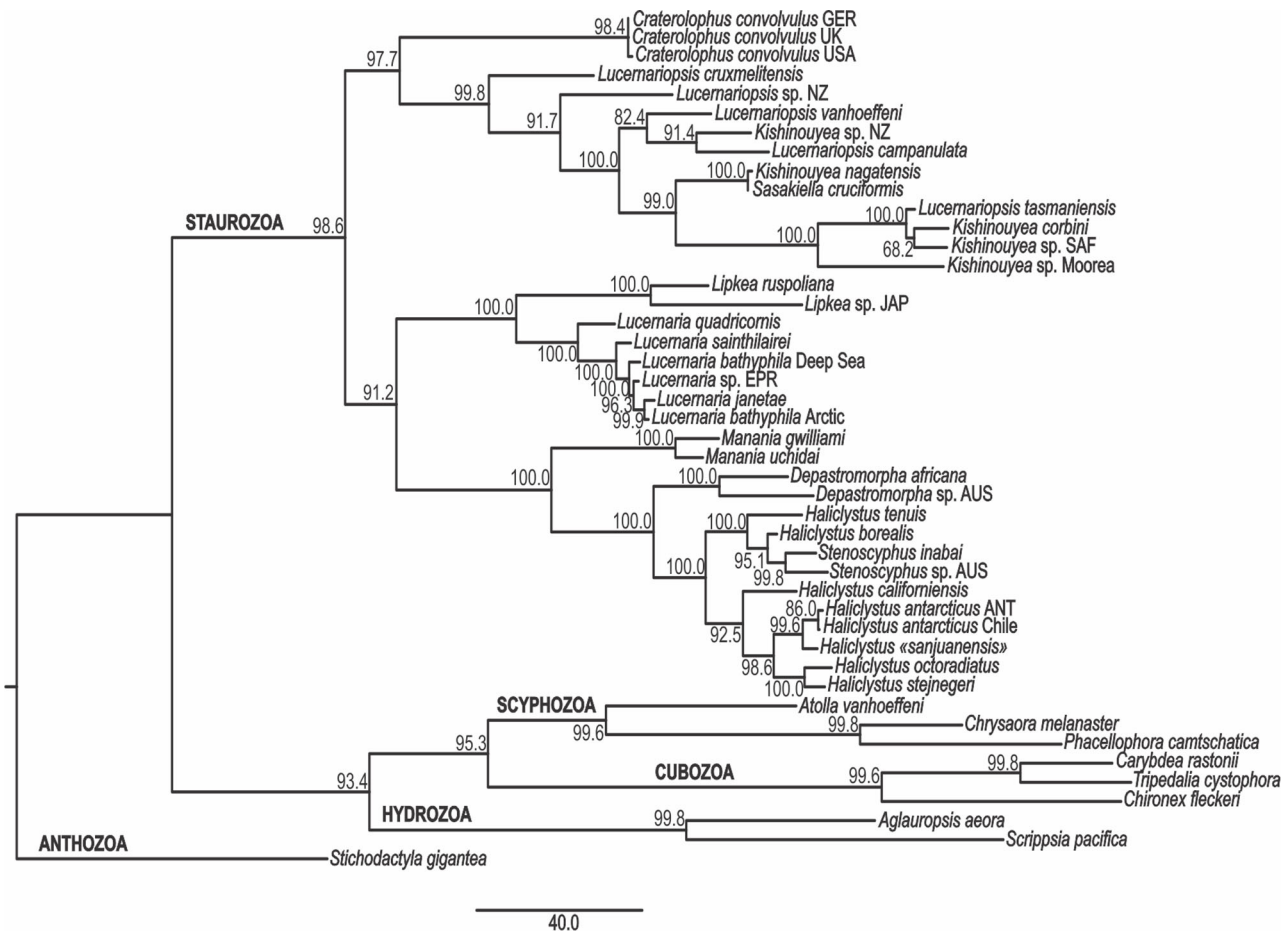 Craterolophus convolvulus GER
98.4 Craterolophus convolvulus UK
Craterolophus convolvulus USA
97.7
Lucernariopsis cruxmelitensis
99.8
Lucernariopsis sp. NZ
91.7
82.4 Lucernariopsis vanhoeffeni
91.4 Kishinouyea sp. NZ
Lucernariopsis campanulata
100.0
100.0 Kishinouyea nagatensis
Sasakiella cruciformis
99.0
100.0 Lucernariopsis tasmaniensis
Kishinouyea corbini
68.2 Kishinouyea sp. SAF
100.0
Kishinouyea sp. Moorea
STAUROZOA 98.6
100.0 Lipkea ruspoliana
Lipkea sp. JAP
100.0
Lucernaria quadricornis
100.0
Lucernaria sainthilairei
100.0
Lucernaria bathyphila Deep Sea
100.0
Lucernaria sp. EPR
96.3 Lucernaria janetae
99.9 Lucernaria bathyphila Arctic
91.2
100.0 Manania gwilliami
Manania uchidai
100.0
100.0 Depastromorpha africana
Depastromorpha sp. AUS
100.0
100.0 Haliclystus tenuis
Haliclystus borealis
95.1 Stenoscyphus inabai
99.8 Stenoscyphus sp. AUS
100.0
Haliclystus californiensis
86.0 Haliclystus antarcticus ANT
99.6 Haliclystus antarcticus Chile
92.5
Haliclystus «sanjuanensis»
98.6 Haliclystus octoradiatus
100.0 Haliclystus stejnegeri
SCYPHOZOA Atolla vanhoeffeni
99.6 99.8 Chrysaora melanaster
Phacellophora camtschatica
95.3
CUBOZOA 99.6 99.8 Carybdea rastonii
Tripedalia cystophora
Chironex fleckeri
93.4
HYDROZOA 99.8 Aglauropsis aeora
Scrippsia pacifica
ANTHOZOA
Stichodactyla gigantea
40.0